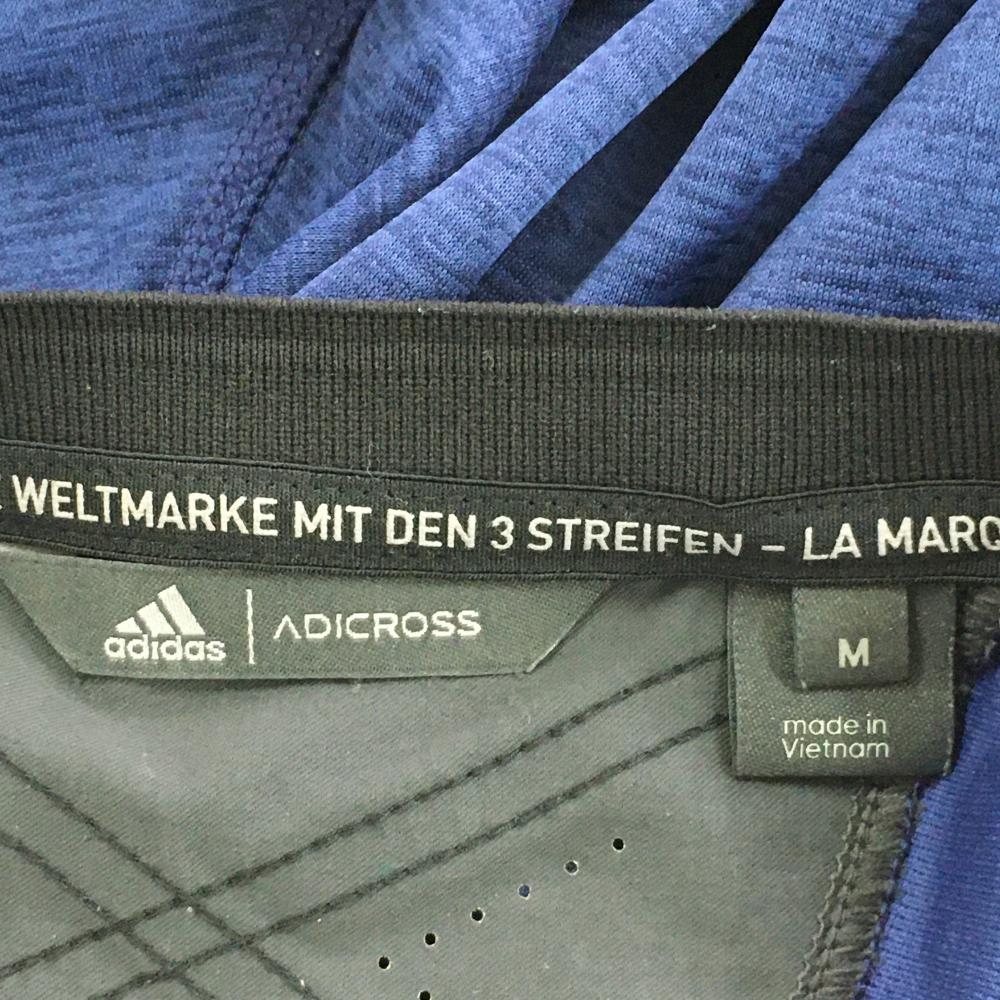 WELTMARKE MIT DEN 3 STREIFEN – LA MARQ
adidas | ADICROSS
M
made in
Vietnam